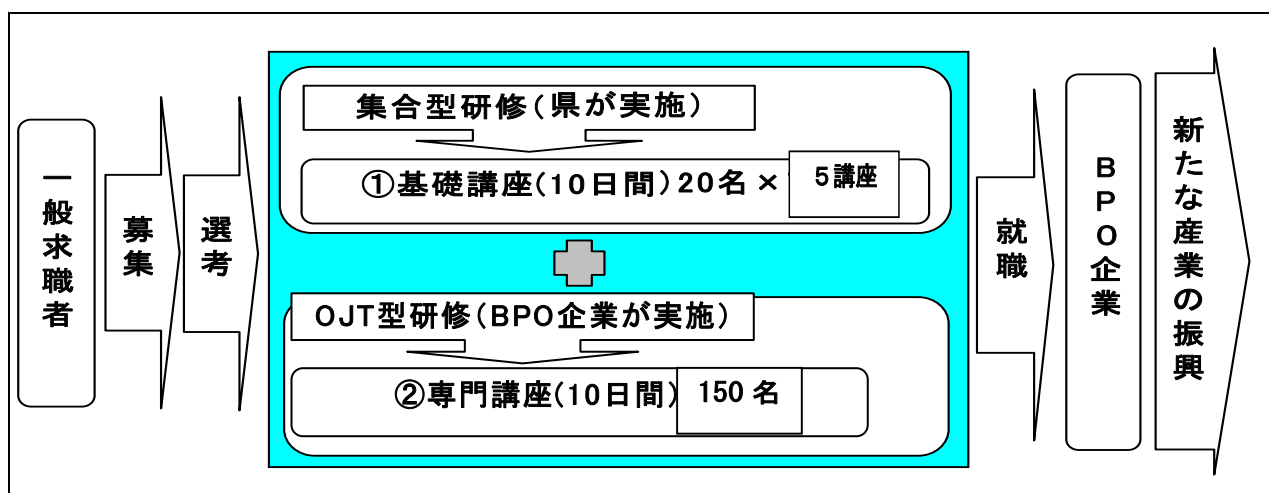 一般求職者
募集
選考
集合型研修(県が実施)
①基礎講座(10日間)20名×
5講座
OJT型研修(BPO企業が実施)
②専門講座(10日間)
150名
就職
BPO企業
新たな産業の振興